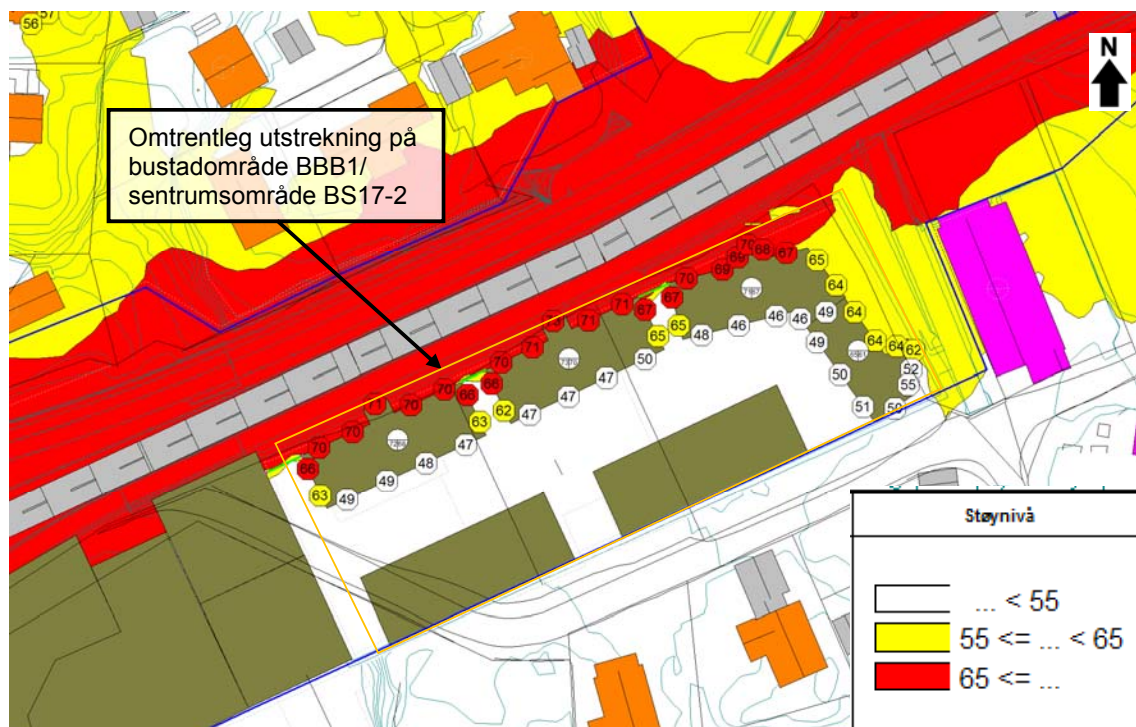 56
57
N
Omtrentleg utstrekning på
bustadområde BBB1/
sentrumsområde BS17-2
70 68 67
69 69 65
70 64
67 49 64
71 67 46 46
71 65 65 48 46 49 64 64 62
71 50 50 52
70 47 55
70 66 66 47 51
71 70 63 62 47
70 47
70 48
66 49
63 49
Støynivå
... < 55
55 <= ... < 65
65 <= ...